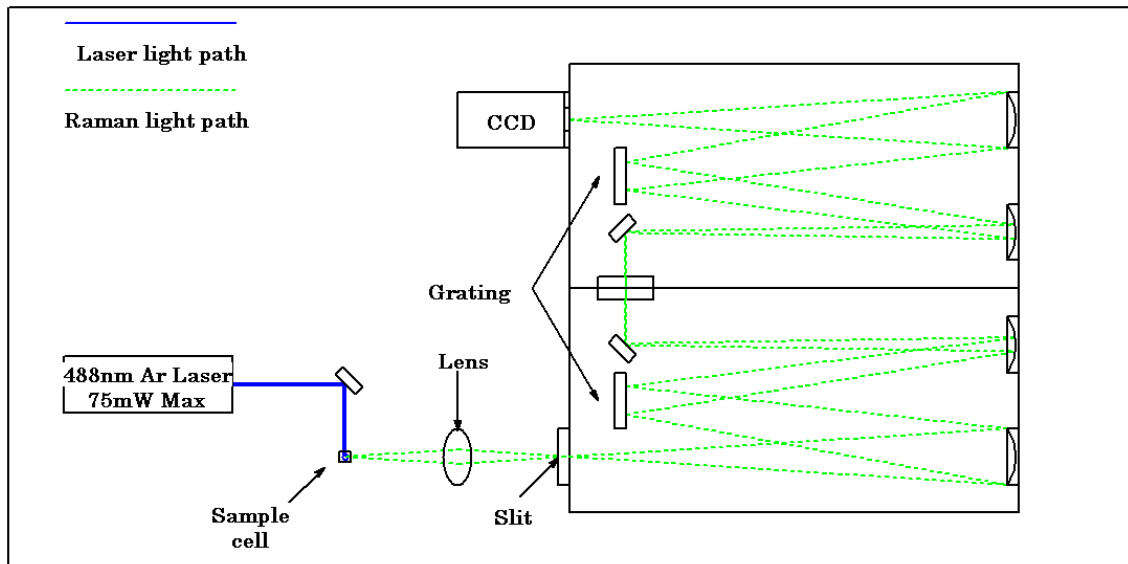 Laser light path
Raman light path
CCD
Grating
Lens
488nm Ar Laser
75mW Max
Slit
Sample
cell